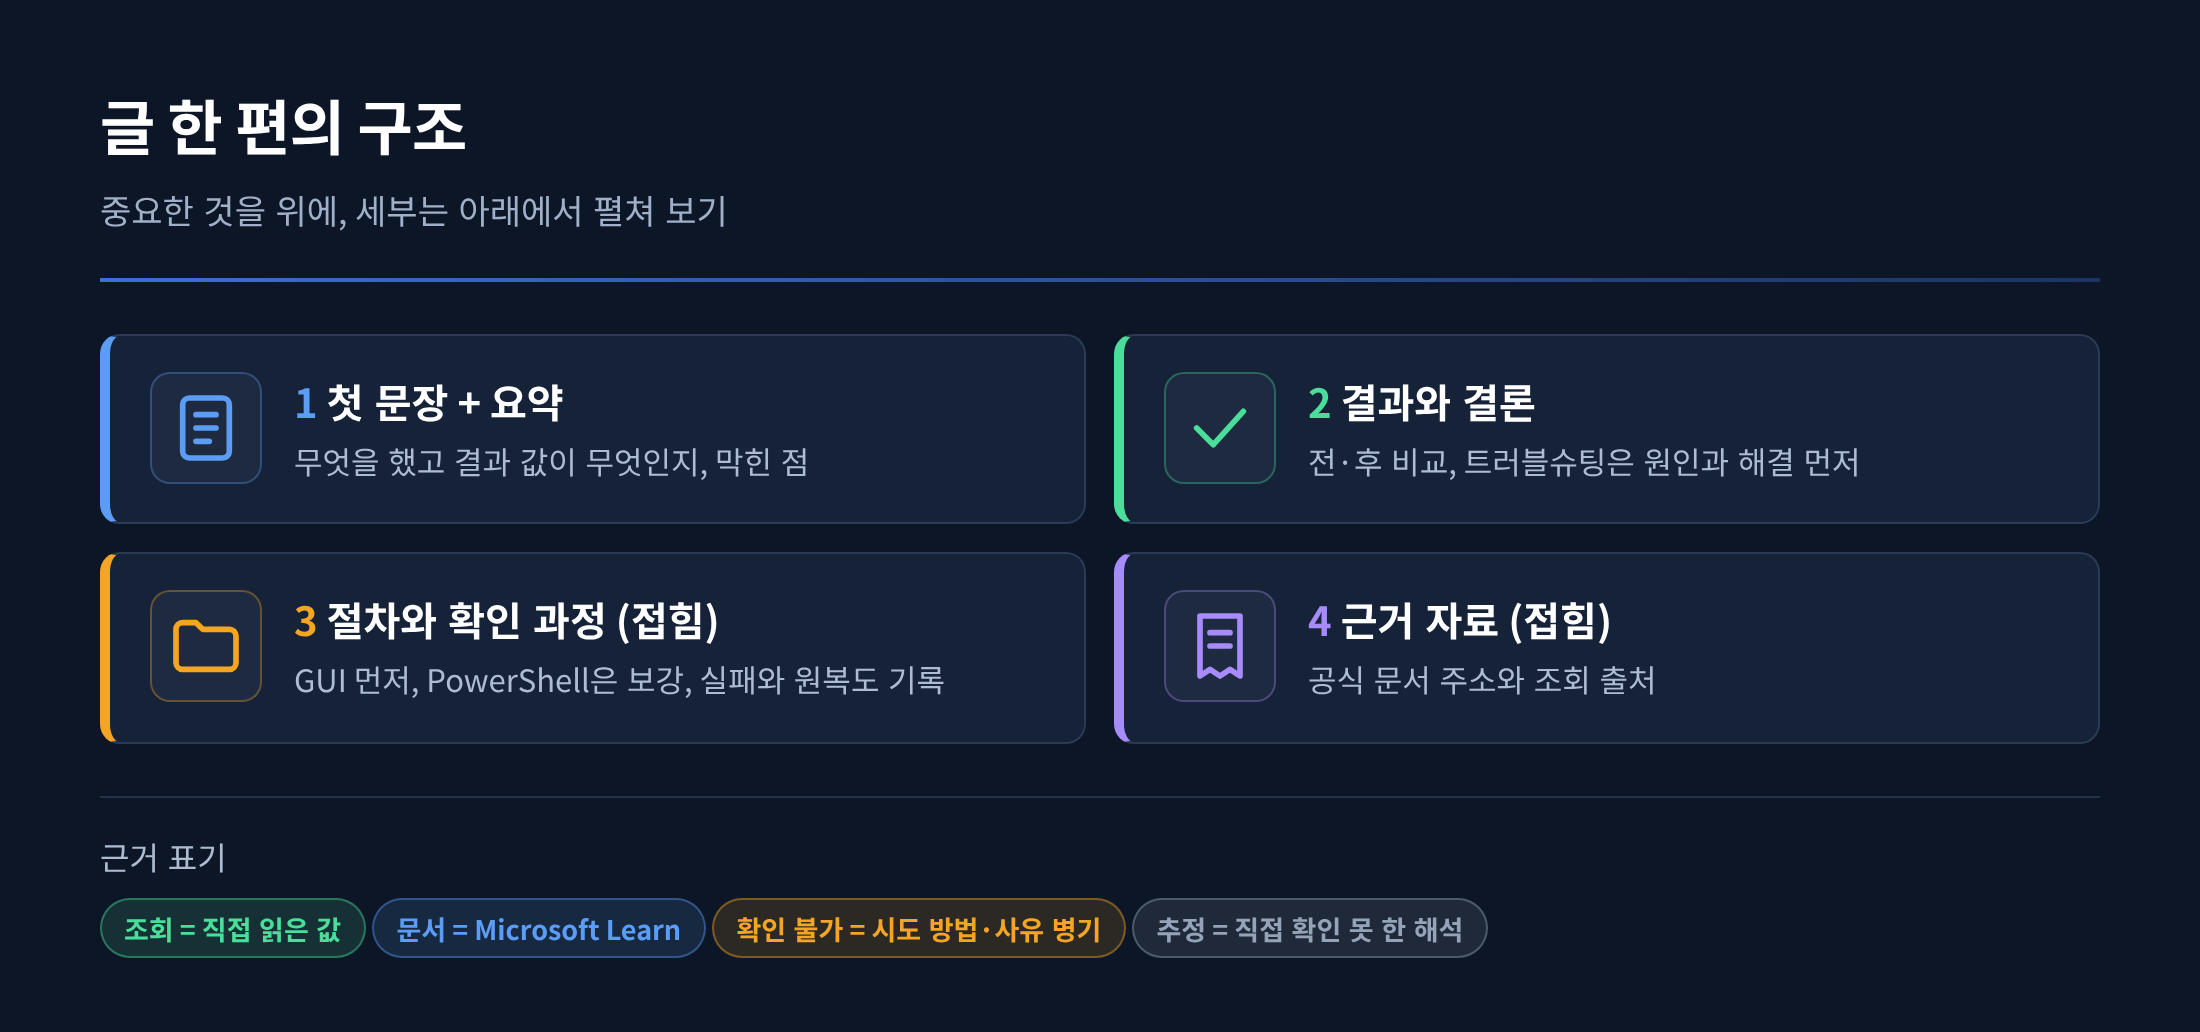 글 한 편의 구조
중요한 것을 위에, 세부는 아래에서 펼쳐 보기
1 첫 문장 + 요약
무엇을 했고 결과 값이 무엇인지, 막힌 점
2 결과와 결론
전·후 비교, 트러블슈팅은 원인과 해결 먼저
3 절차와 확인 과정 (접힘)
GUI 먼저, PowerShell은 보강, 실패와 원복도 기록
4 근거 자료 (접힘)
공식 문서 주소와 조회 출처
근거 표기
조회 = 직접 읽은 값
문서 = Microsoft Learn
확인 불가 = 시도 방법·사유 병기
추정 = 직접 확인 못 한 해석